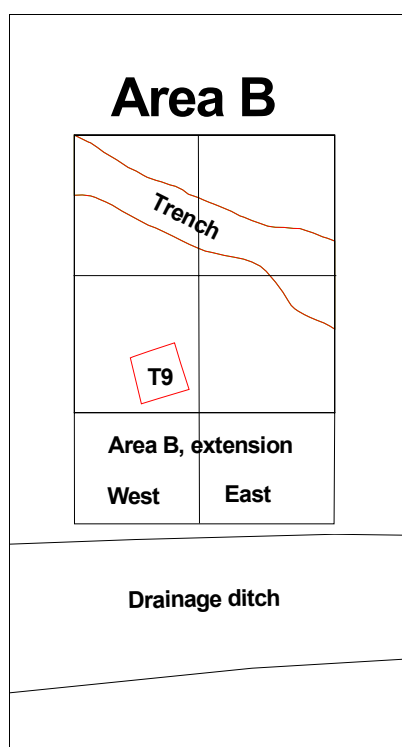 Area B
Trench
T9
Area B, extension
West East
Drainage ditch